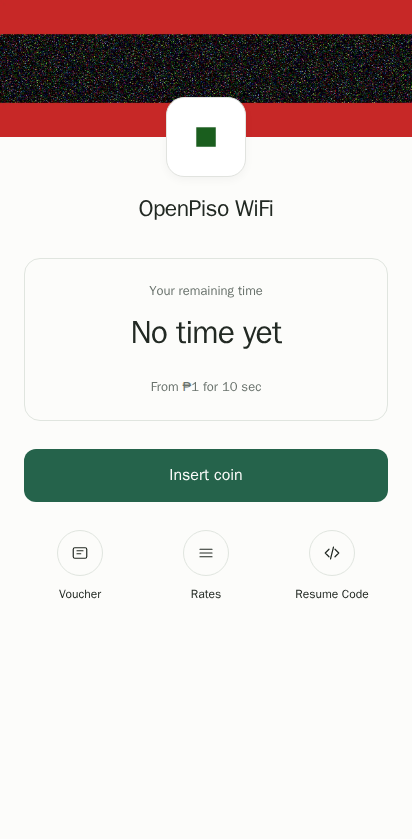 OpenPiso WiFi
Your remaining time
No time yet
From ₱1 for 10 sec
Insert coin
Voucher
Rates
Resume Code